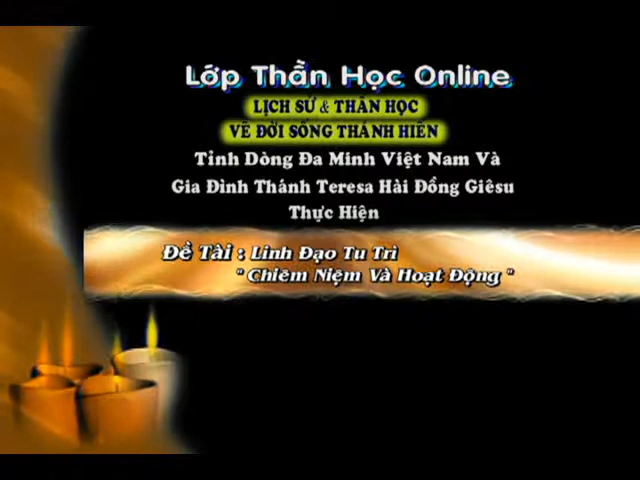 Lớp Thần Học Online
LỊCH SỬ & THẦN HỌC
VỀ ĐỜI SỐNG THÁNH HIẾN
Tỉnh Dòng Đa Minh Việt Nam Và
Gia Đình Thánh Teresa Hài Đồng Giêsu
Thực Hiện
Đề Tài : Linh Đạo Tu Trì
" Chiêm Niệm Và Hoạt Động "